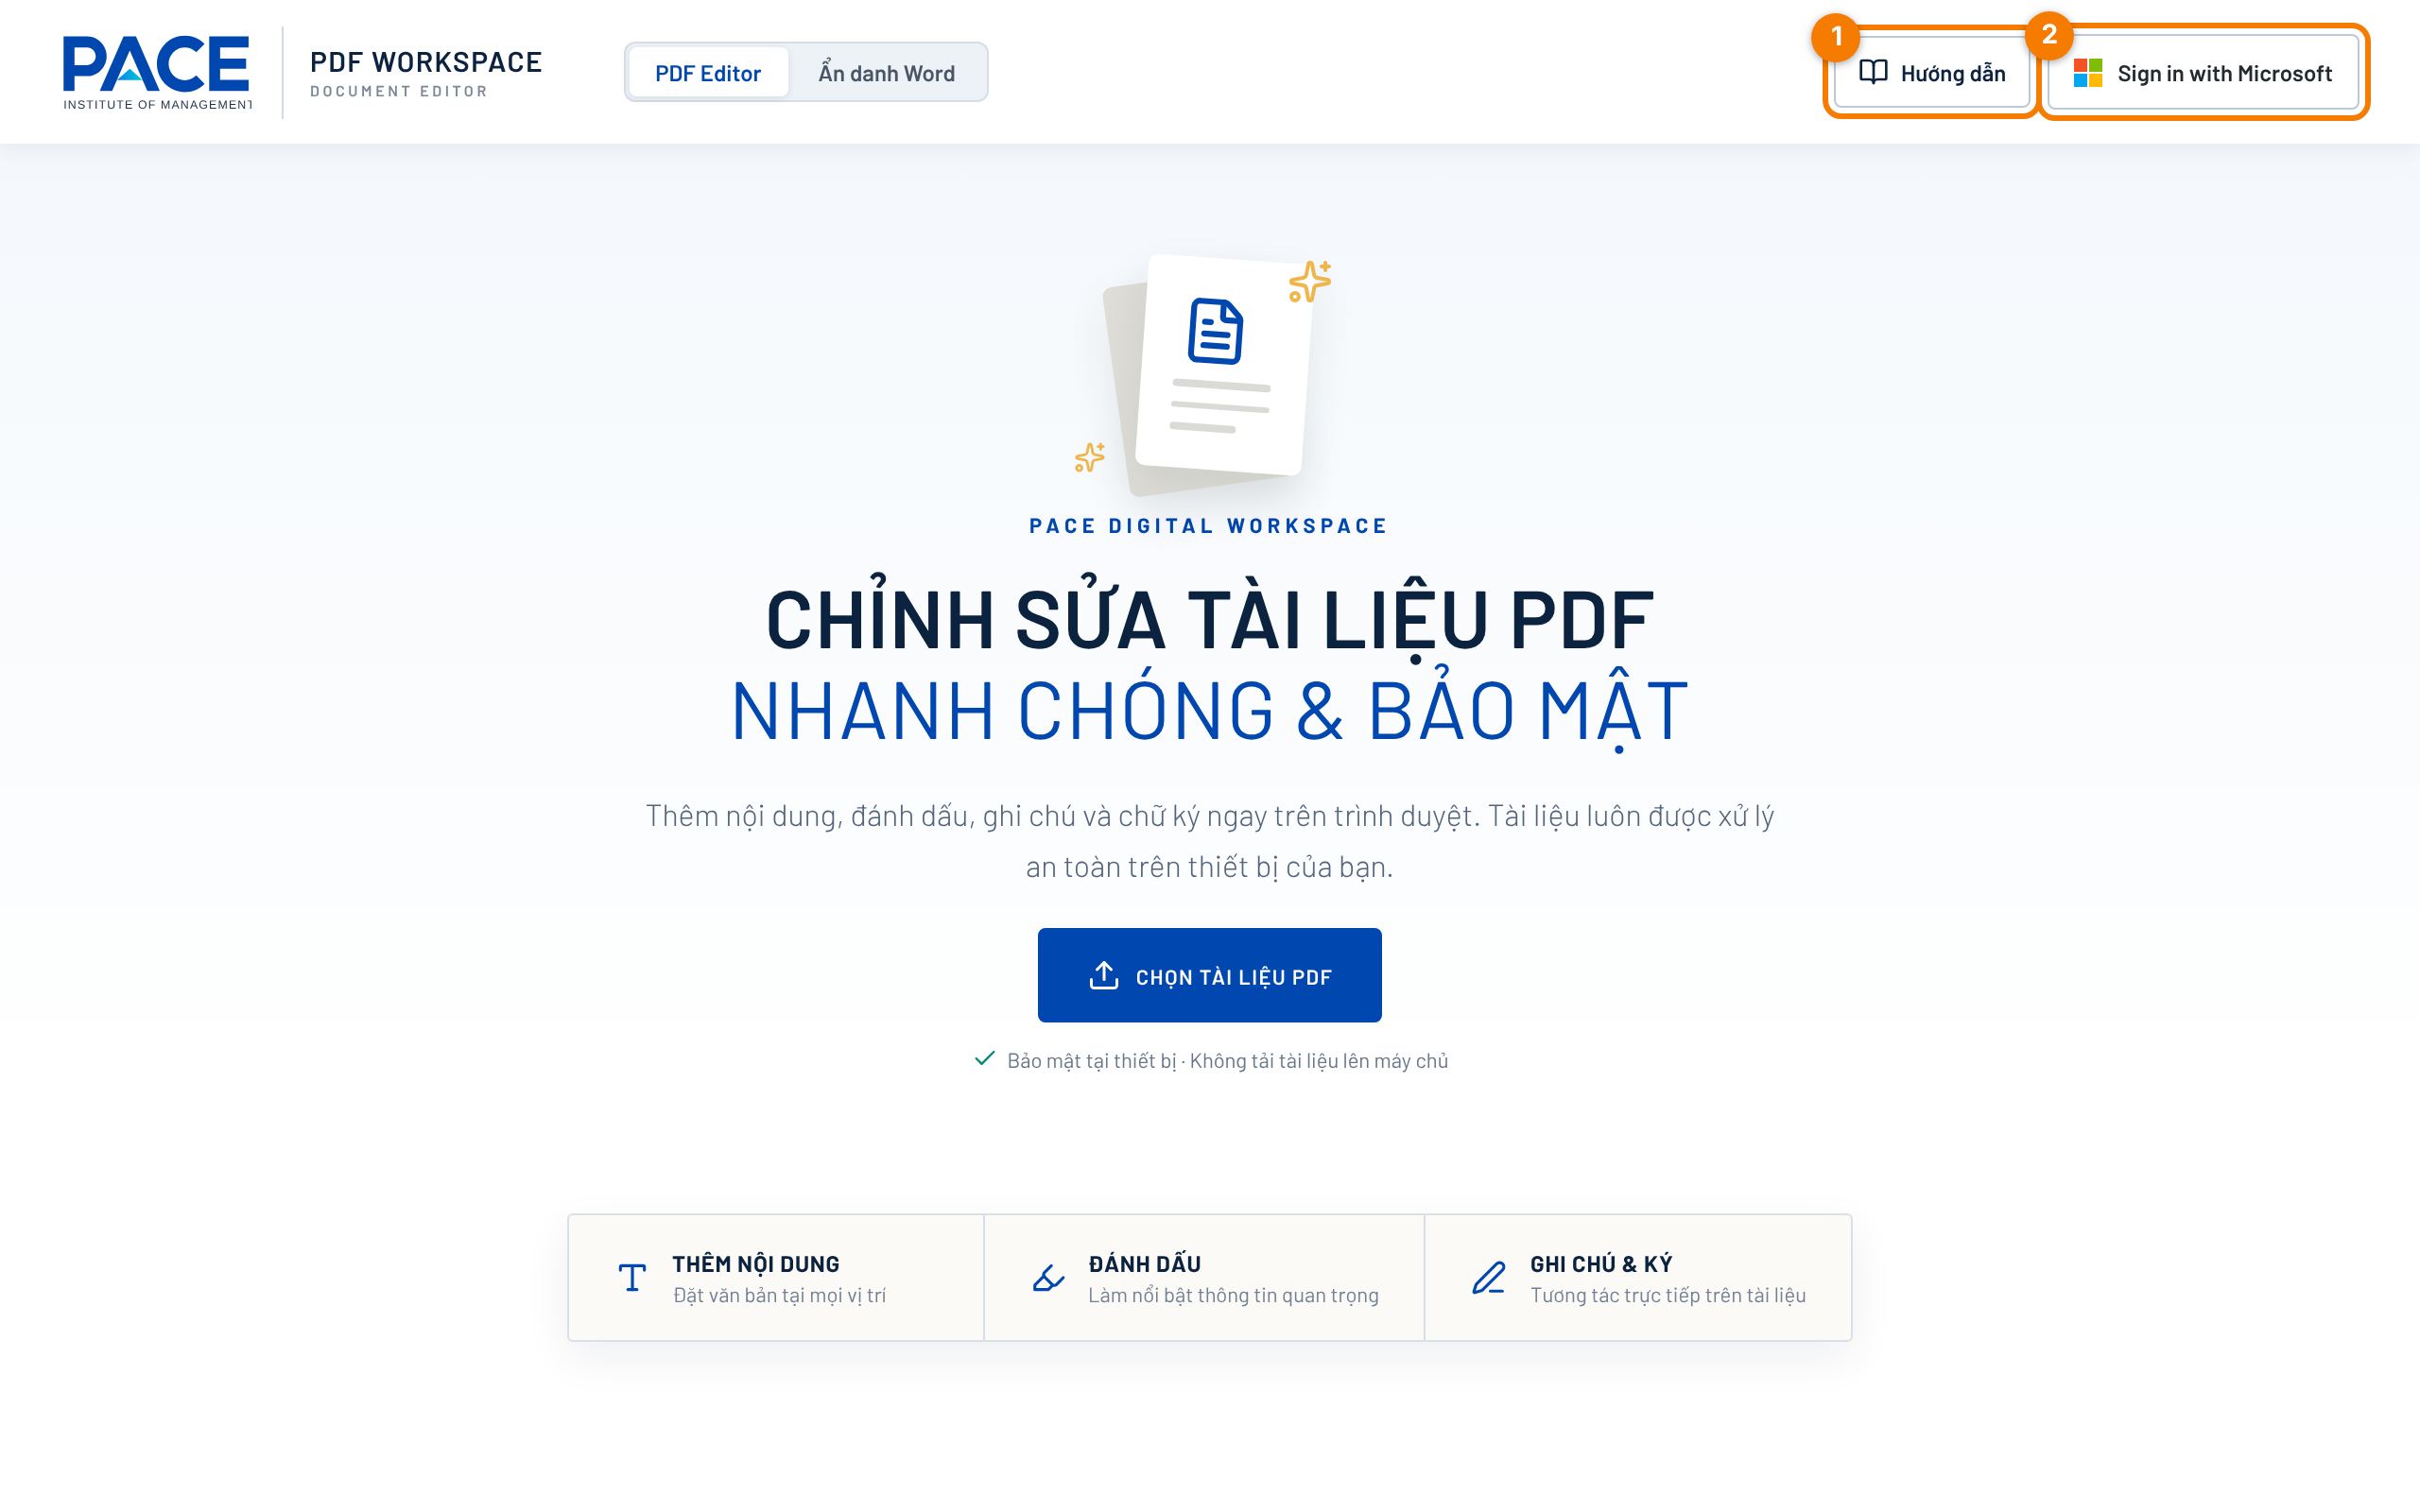 PACE
INSTITUTE OF MANAGEMENT
PDF WORKSPACE
DOCUMENT EDITOR
PDF Editor
Ẩn danh Word
1
Hướng dẫn
2
Sign in with Microsoft
PACE DIGITAL WORKSPACE
CHỈNH SỬA TÀI LIỆU PDF
NHANH CHÓNG & BẢO MẬT
Thêm nội dung, đánh dấu, ghi chú và chữ ký ngay trên trình duyệt. Tài liệu luôn được xử lý
an toàn trên thiết bị của bạn.
CHỌN TÀI LIỆU PDF
Bảo mật tại thiết bị · Không tải tài liệu lên máy chủ
THÊM NỘI DUNG
Đặt văn bản tại mọi vị trí
ĐÁNH DẤU
Làm nổi bật thông tin quan trọng
GHI CHÚ & KÝ
Tương tác trực tiếp trên tài liệu